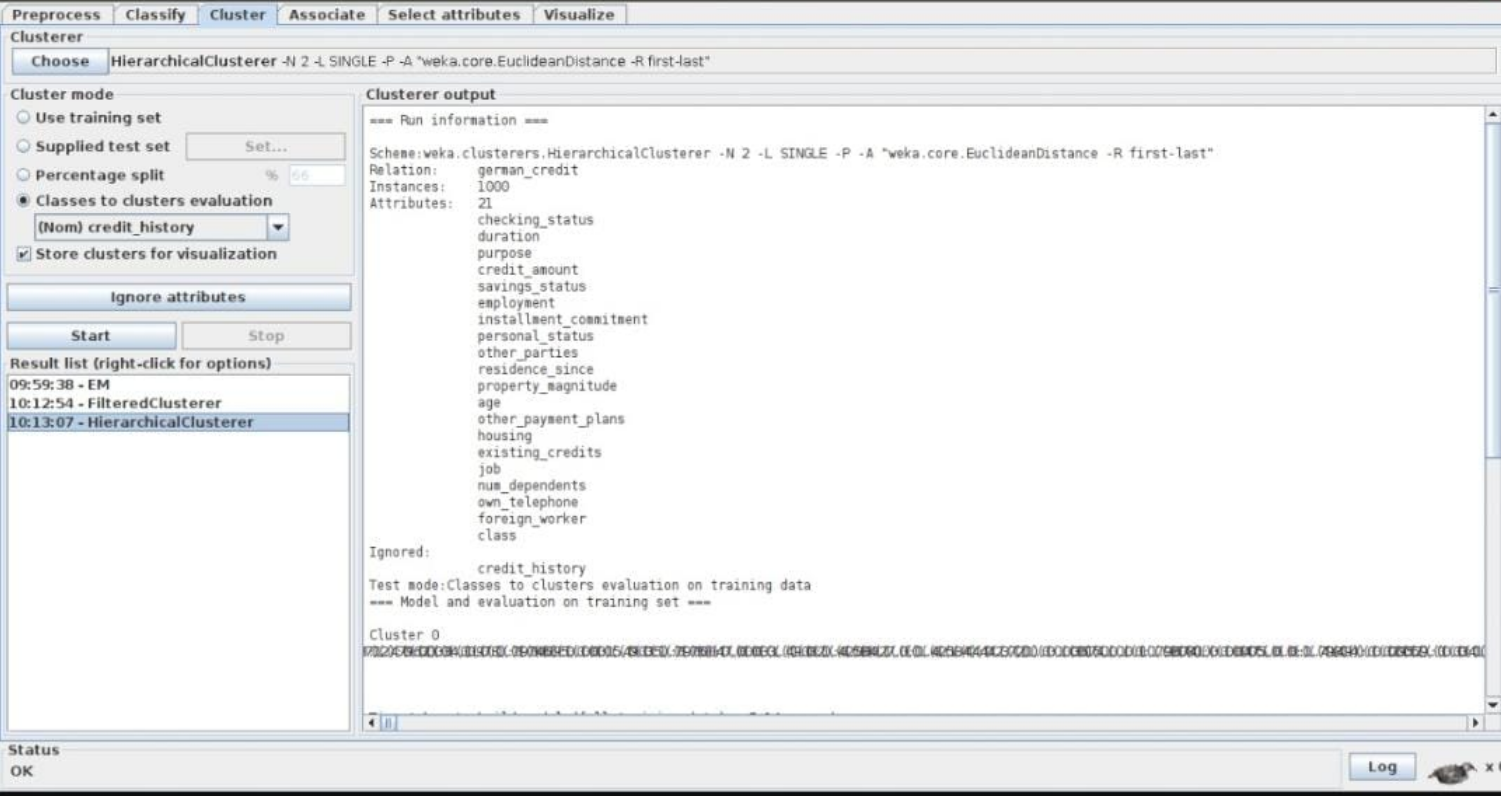 Preprocess Classify Cluster Associate Select attributes Visualize
Clusterer
Choose HierarchicalClusterer -N 2 -L SINGLE -P -A "weka.core.EuclideanDistance -R first-last"
Cluster mode
Use training set
Supplied test set Set...
Percentage split % 66
Classes to clusters evaluation
(Nom) credit_history
Store clusters for visualization
Ignore attributes
Start Stop
Result list (right-click for options)
09:59:38 - EM
10:12:54 - FilteredClusterer
10:13:07 - HierarchicalClusterer
Clusterer output
=== Run information ===
Scheme:weka.clusterers.HierarchicalClusterer -N 2 -L SINGLE -P -A "weka.core.EuclideanDistance -R first-last"
Relation: german_credit
Instances: 1000
Attributes: 21
checking_status
duration
purpose
credit_amount
savings_status
employment
installment_commitment
personal_status
other_parties
residence_since
property_magnitude
age
other_payment_plans
housing
existing_credits
job
num_dependents
own_telephone
foreign_worker
class
Ignored:
credit_history
Test mode:Classes to clusters evaluation on training data
=== Model and evaluation on training set ===
Cluster 0
Status
OK
Log